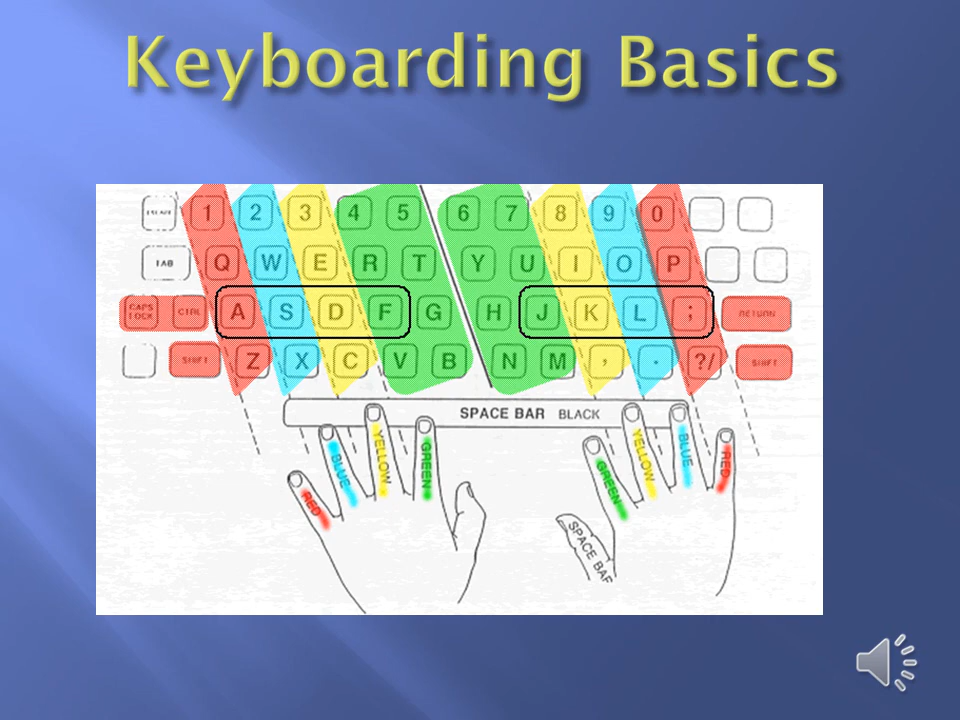 Keyboarding Basics
ESCAPE 1 2 3 4 5 6 7 8 9 0
TAB Q W E R T Y U I O P
CAPS LOCK CTRL A S D F G H J K L ; RETURN
SHIFT Z X C V B N M , . ?/ SHIFT
SPACE BAR BLACK
RED BLUE YELLOW GREEN GREEN YELLOW BLUE RED
SPACE BAR